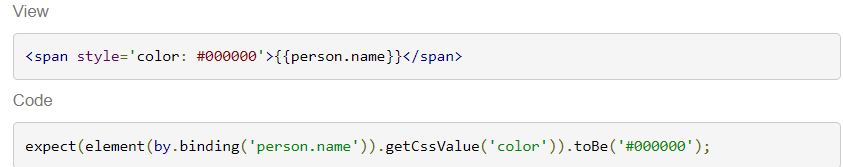 View
<span style='color: #000000'>{{person.name}}</span>
Code
expect(element(by.binding('person.name')).getCssValue('color')).toBe('#000000');